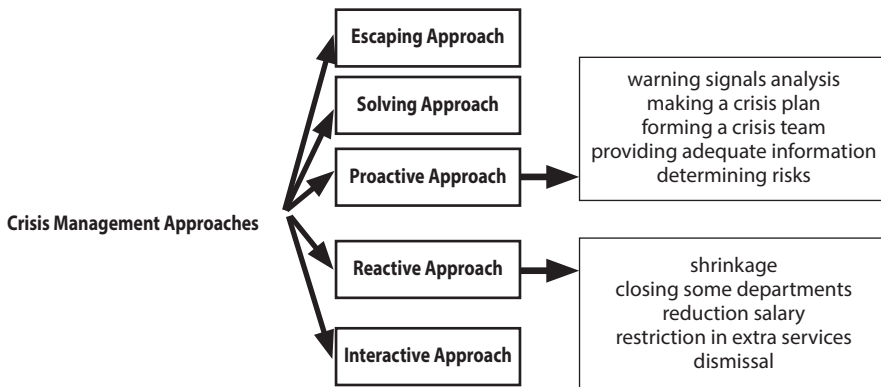 Crisis Management Approaches
Escaping Approach
Solving Approach
Proactive Approach
warning signals analysis
making a crisis plan
forming a crisis team
providing adequate information
determining risks
Reactive Approach
shrinkage
closing some departments
reduction salary
restriction in extra services
dismissal
Interactive Approach